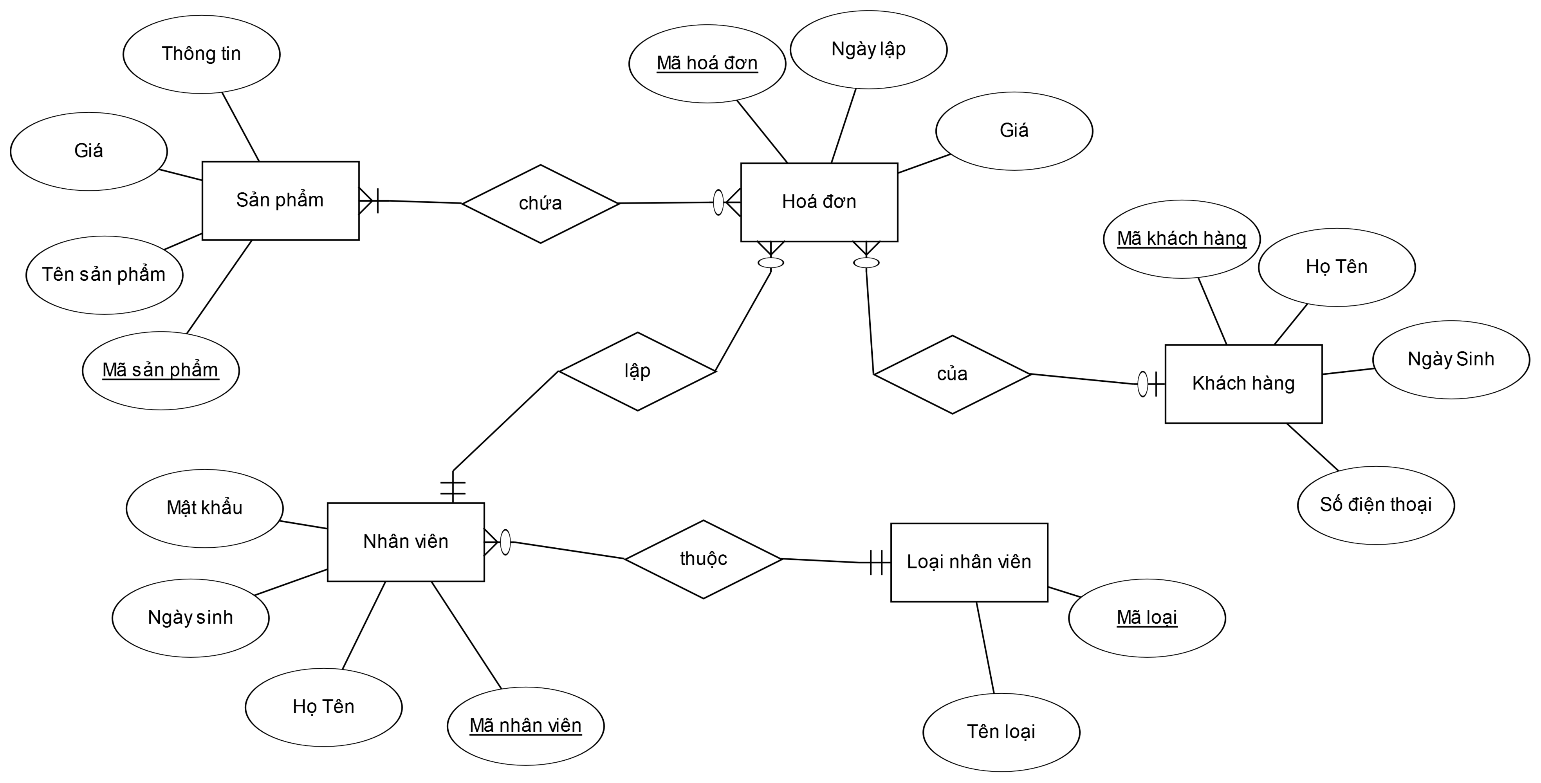 Thông tin
Mã hoá đơn
Ngày lập
Giá
Giá
Sản phẩm
chứa
Hoá đơn
Mã khách hàng
Họ Tên
Tên sản phẩm
Mã sản phẩm
lập
của
Khách hàng
Ngày Sinh
Số điện thoại
Mật khẩu
Nhân viên
thuộc
Loại nhân viên
Ngày sinh
Mã loại
Họ Tên
Mã nhân viên
Tên loại